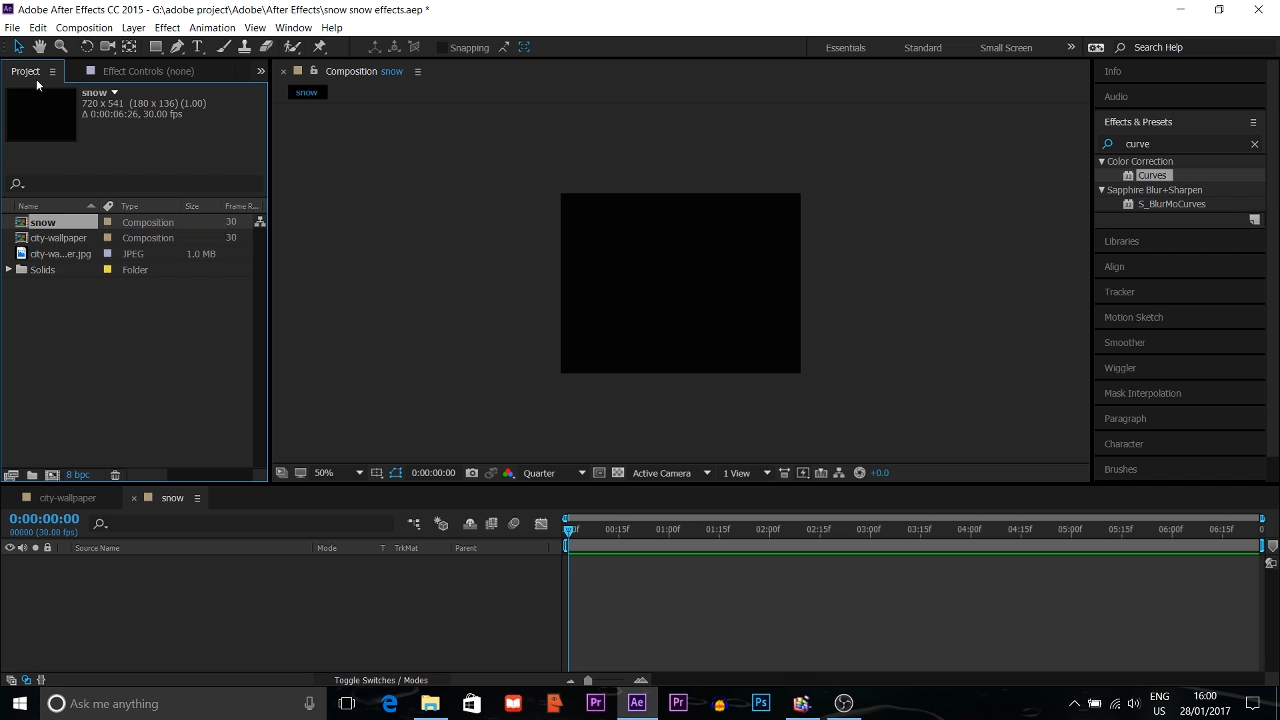 Adobe After Effects CC 2015 - G:\adobe project\Adobe\After Effects\snow snow effects.aep *
File Edit Composition Layer Effect Animation View Window Help
Snapping Essentials Standard Small Screen » Search Help
Project Effect Controls (none) » Composition snow Info
snow snow Audio
720 x 541 (180 x 136) (1.00)
Δ 0:00:06:26, 30.00 fps
Effects & Presets
curve
Color Correction
Curves
Sapphire Blur+Sharpen
S_BlurMoCurves
Name Type Size Frame R...
snow Composition 30
city-wallpaper Composition 30
city-wa...er.jpg JPEG 1.0 MB
Solids Folder
Libraries
Align
Tracker
Motion Sketch
Smoother
Wiggler
Mask Interpolation
Paragraph
Character
Brushes
8 bpc 50% 0:00:00:00 Quarter Active Camera 1 View +0.0
city-wallpaper snow
0:00:00:00
00000 (30.00 fps)
00f 00:15f 01:00f 01:15f 02:00f 02:15f 03:00f 03:15f 04:00f 04:15f 05:00f 05:15f 06:00f 06:15f 0
Source Name Mode T TrkMat Parent
Toggle Switches / Modes
Ask me anything Pr Ae Pr Ps ENG 16:00
US 28/01/2017